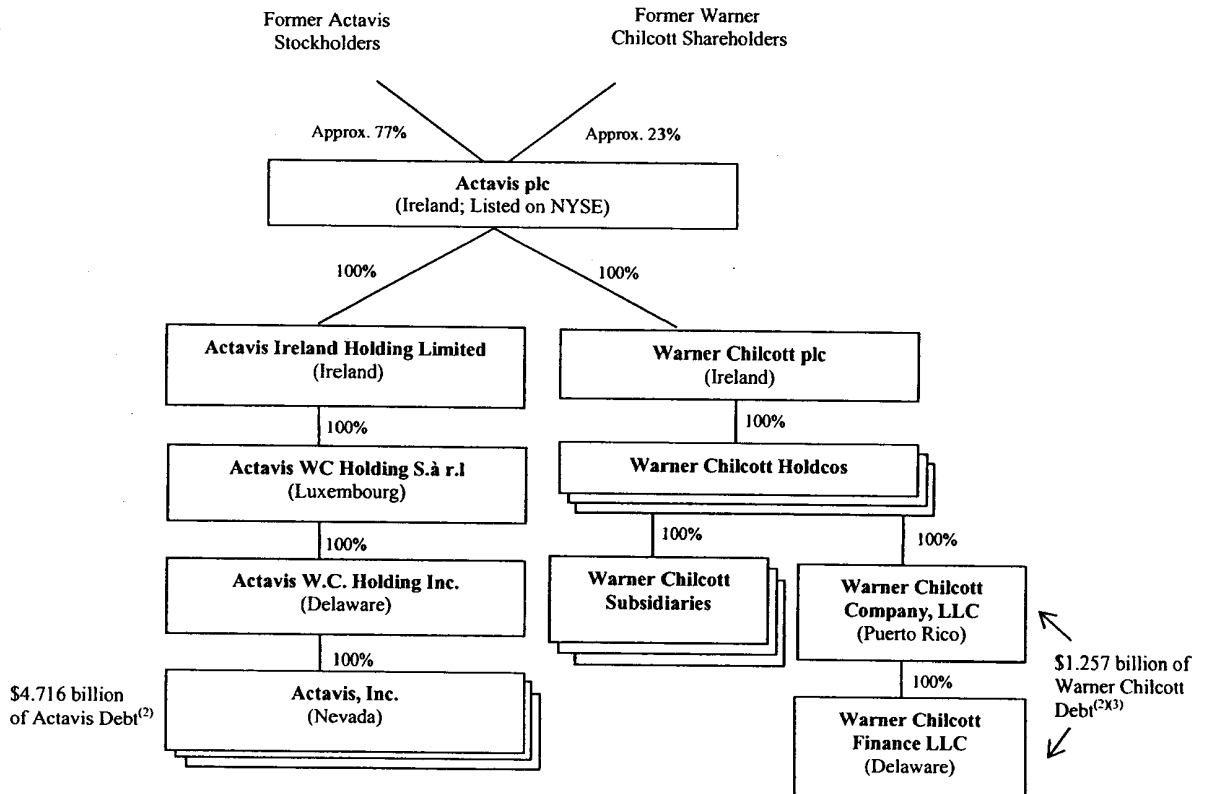 Former Actavis
Stockholders
Former Warner
Chilcott Shareholders
Approx. 77%
Approx. 23%
Actavis plc
(Ireland; Listed on NYSE)
100%
100%
Actavis Ireland Holding Limited
(Ireland)
Warner Chilcott plc
(Ireland)
100%
100%
Actavis WC Holding S.à r.l
(Luxembourg)
Warner Chilcott Holdcos
100%
100%
100%
Actavis W.C. Holding Inc.
(Delaware)
Warner Chilcott
Subsidiaries
Warner Chilcott
Company, LLC
(Puerto Rico)
100%
$4.716 billion
of Actavis Debt(2)
Actavis, Inc.
(Nevada)
100%
$1.257 billion of
Warner Chilcott
Debt(2)(3)
Warner Chilcott
Finance LLC
(Delaware)